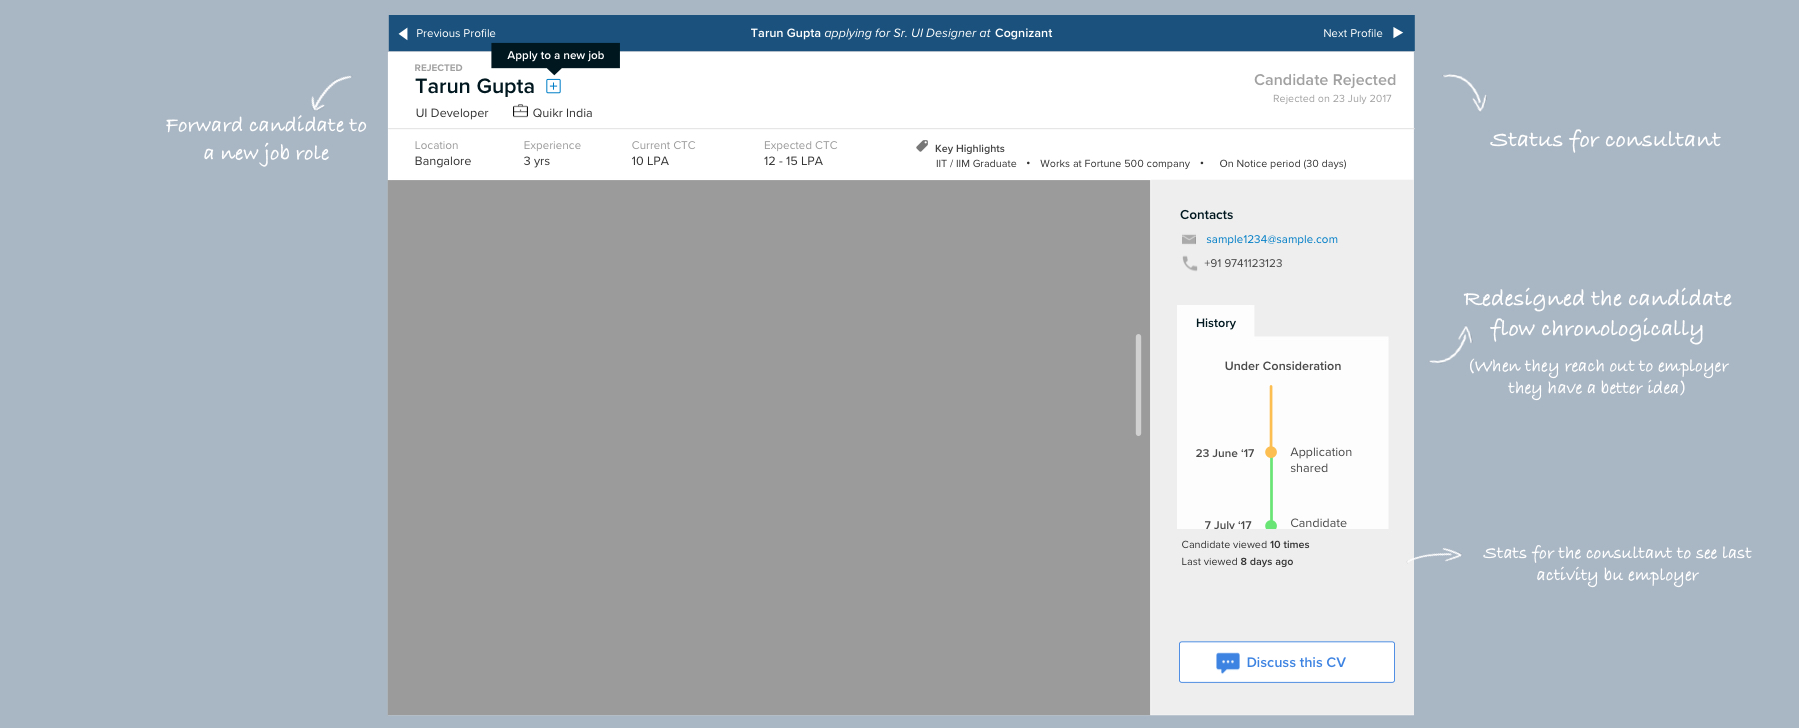 Previous Profile
Tarun Gupta applying for Sr. UI Designer at Cognizant
Next Profile
Apply to a new job
REJECTED
Tarun Gupta
UI Developer
Quikr India
Candidate Rejected
Rejected on 23 July 2017
Location
Bangalore
Experience
3 yrs
Current CTC
10 LPA
Expected CTC
12 - 15 LPA
Key Highlights
IIT / IIM Graduate • Works at Fortune 500 company • On Notice period (30 days)
Forward candidate to
a new job role
Status for consultant
Contacts
sample1234@sample.com
+91 9741123123
History
Under Consideration
23 June ‘17
Application
shared
7 July ‘17
Candidate
Candidate viewed 10 times
Last viewed 8 days ago
Discuss this CV
Redesigned the candidate
flow chronologically
(When they reach out to employer
they have a better idea)
Stats for the consultant to see last
activity bu employer